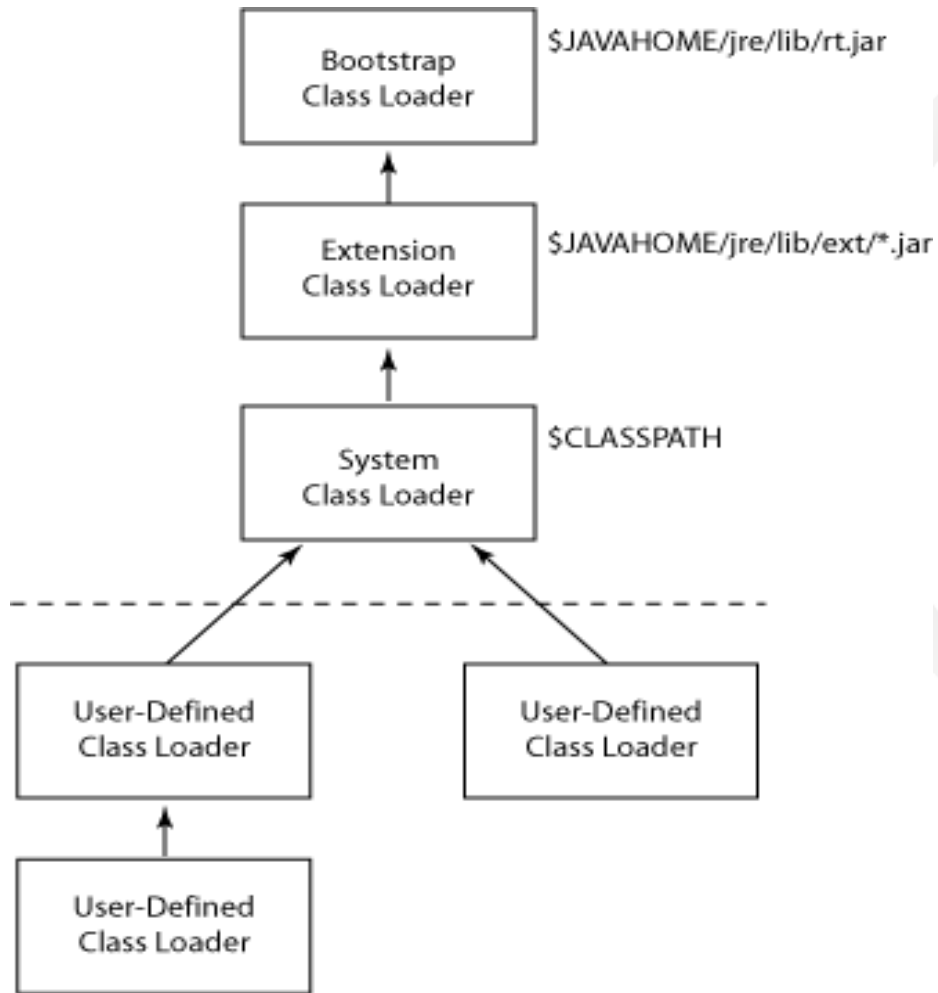 Bootstrap
Class Loader
$JAVAHOME/jre/lib/rt.jar
Extension
Class Loader
$JAVAHOME/jre/lib/ext/*.jar
System
Class Loader
$CLASSPATH
User-Defined
Class Loader
User-Defined
Class Loader
User-Defined
Class Loader